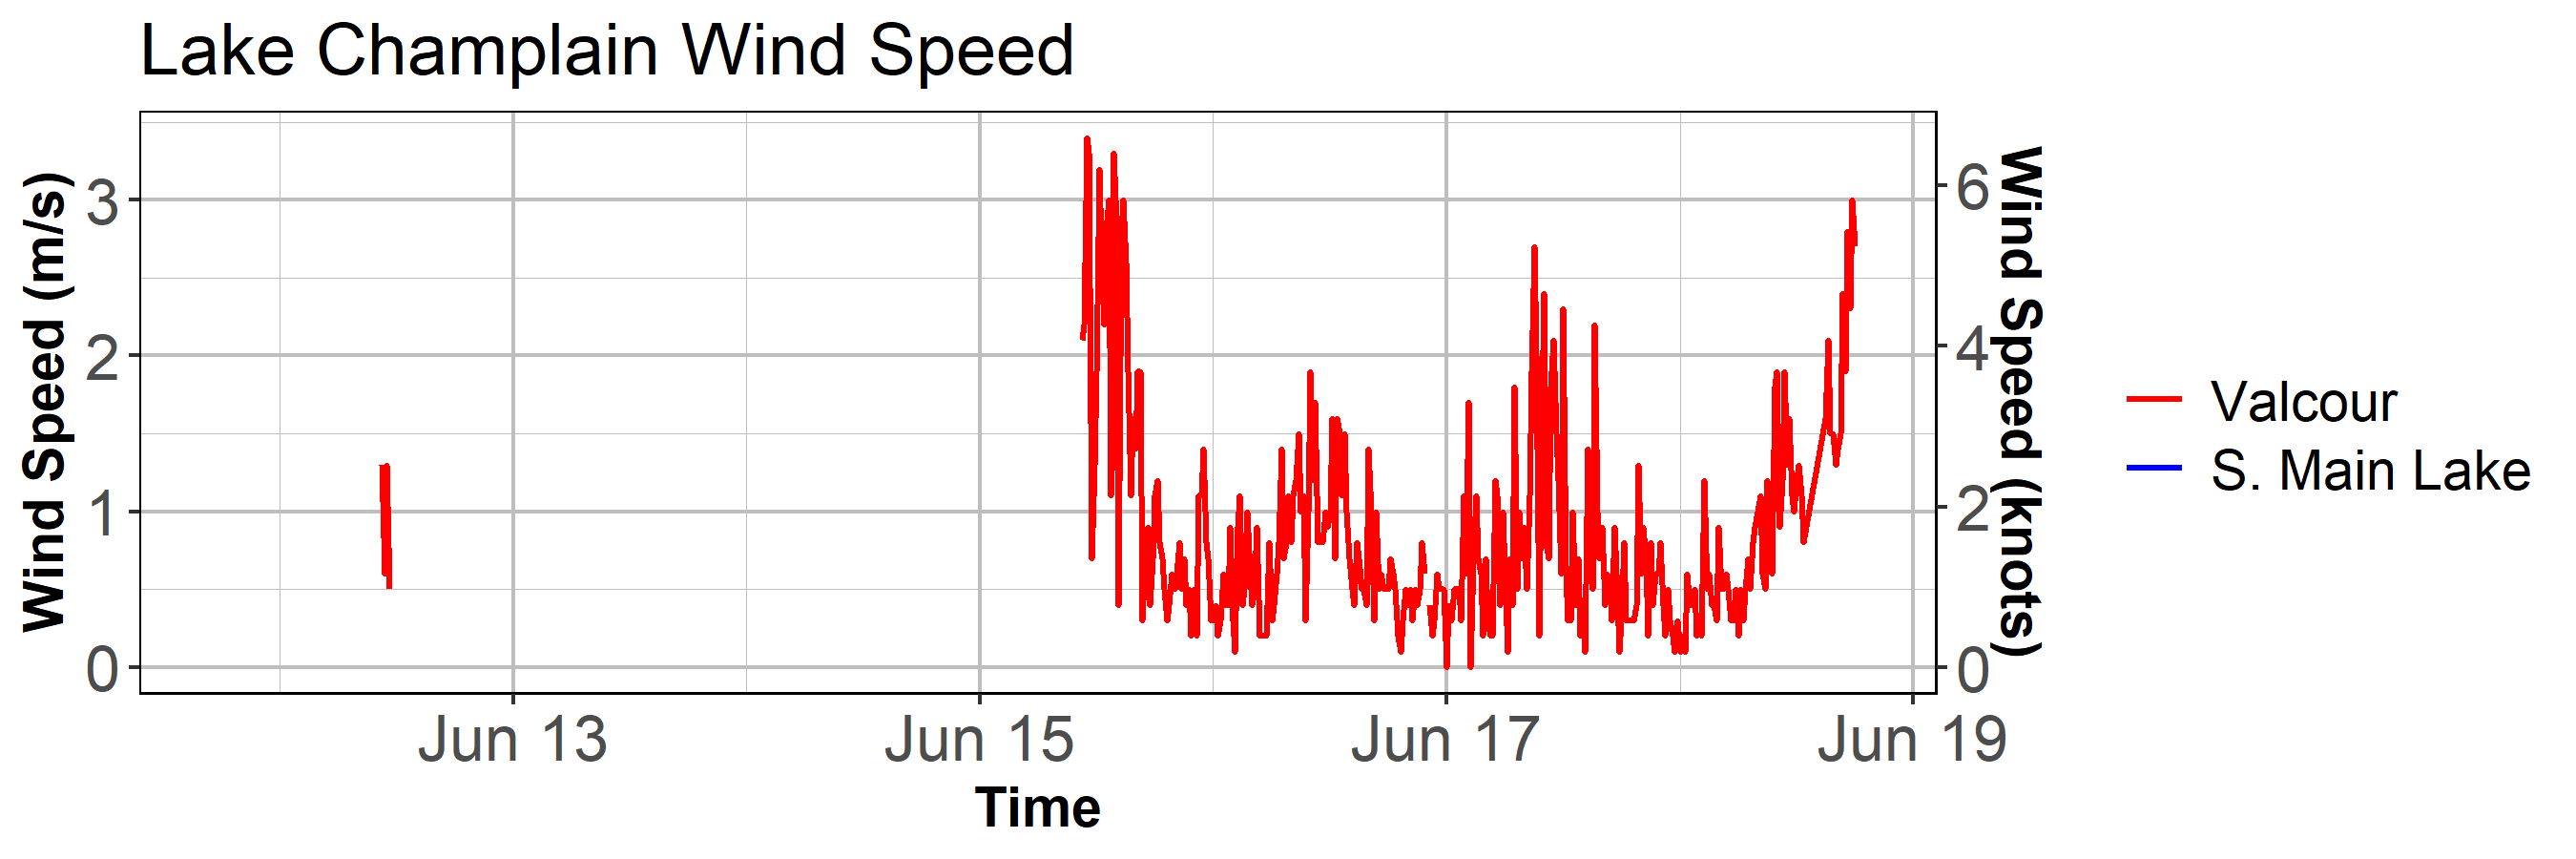 Lake Champlain Wind Speed
Wind Speed (m/s)
3
2
1
0
6
4
2
0
Wind Speed (knots)
Jun 13
Jun 15
Jun 17
Jun 19
Time
Valcour
S. Main Lake